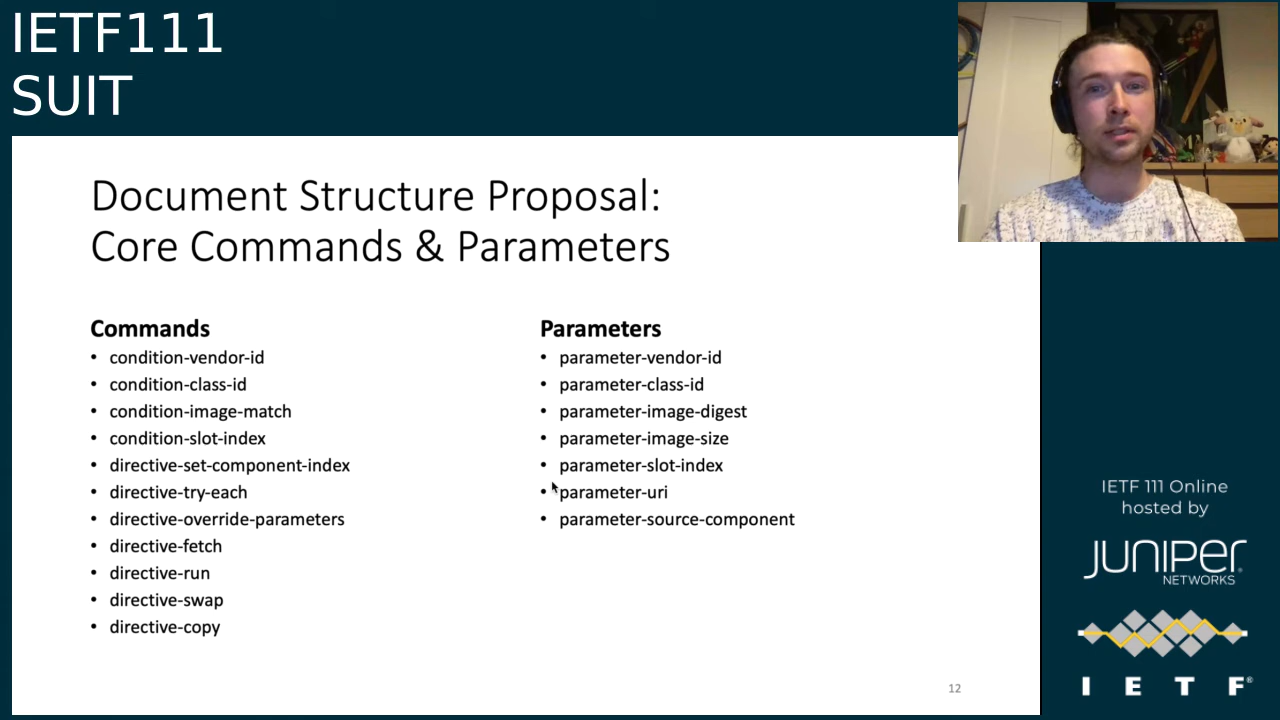 IETF111
SUIT
Document Structure Proposal:
Core Commands & Parameters
Commands
• condition-vendor-id
• condition-class-id
• condition-image-match
• condition-slot-index
• directive-set-component-index
• directive-try-each
• directive-override-parameters
• directive-fetch
• directive-run
• directive-swap
• directive-copy
Parameters
• parameter-vendor-id
• parameter-class-id
• parameter-image-digest
• parameter-image-size
• parameter-slot-index
• parameter-uri
• parameter-source-component
12
IETF 111 Online
hosted by
JUNIPER
NETWORKS
IETF®